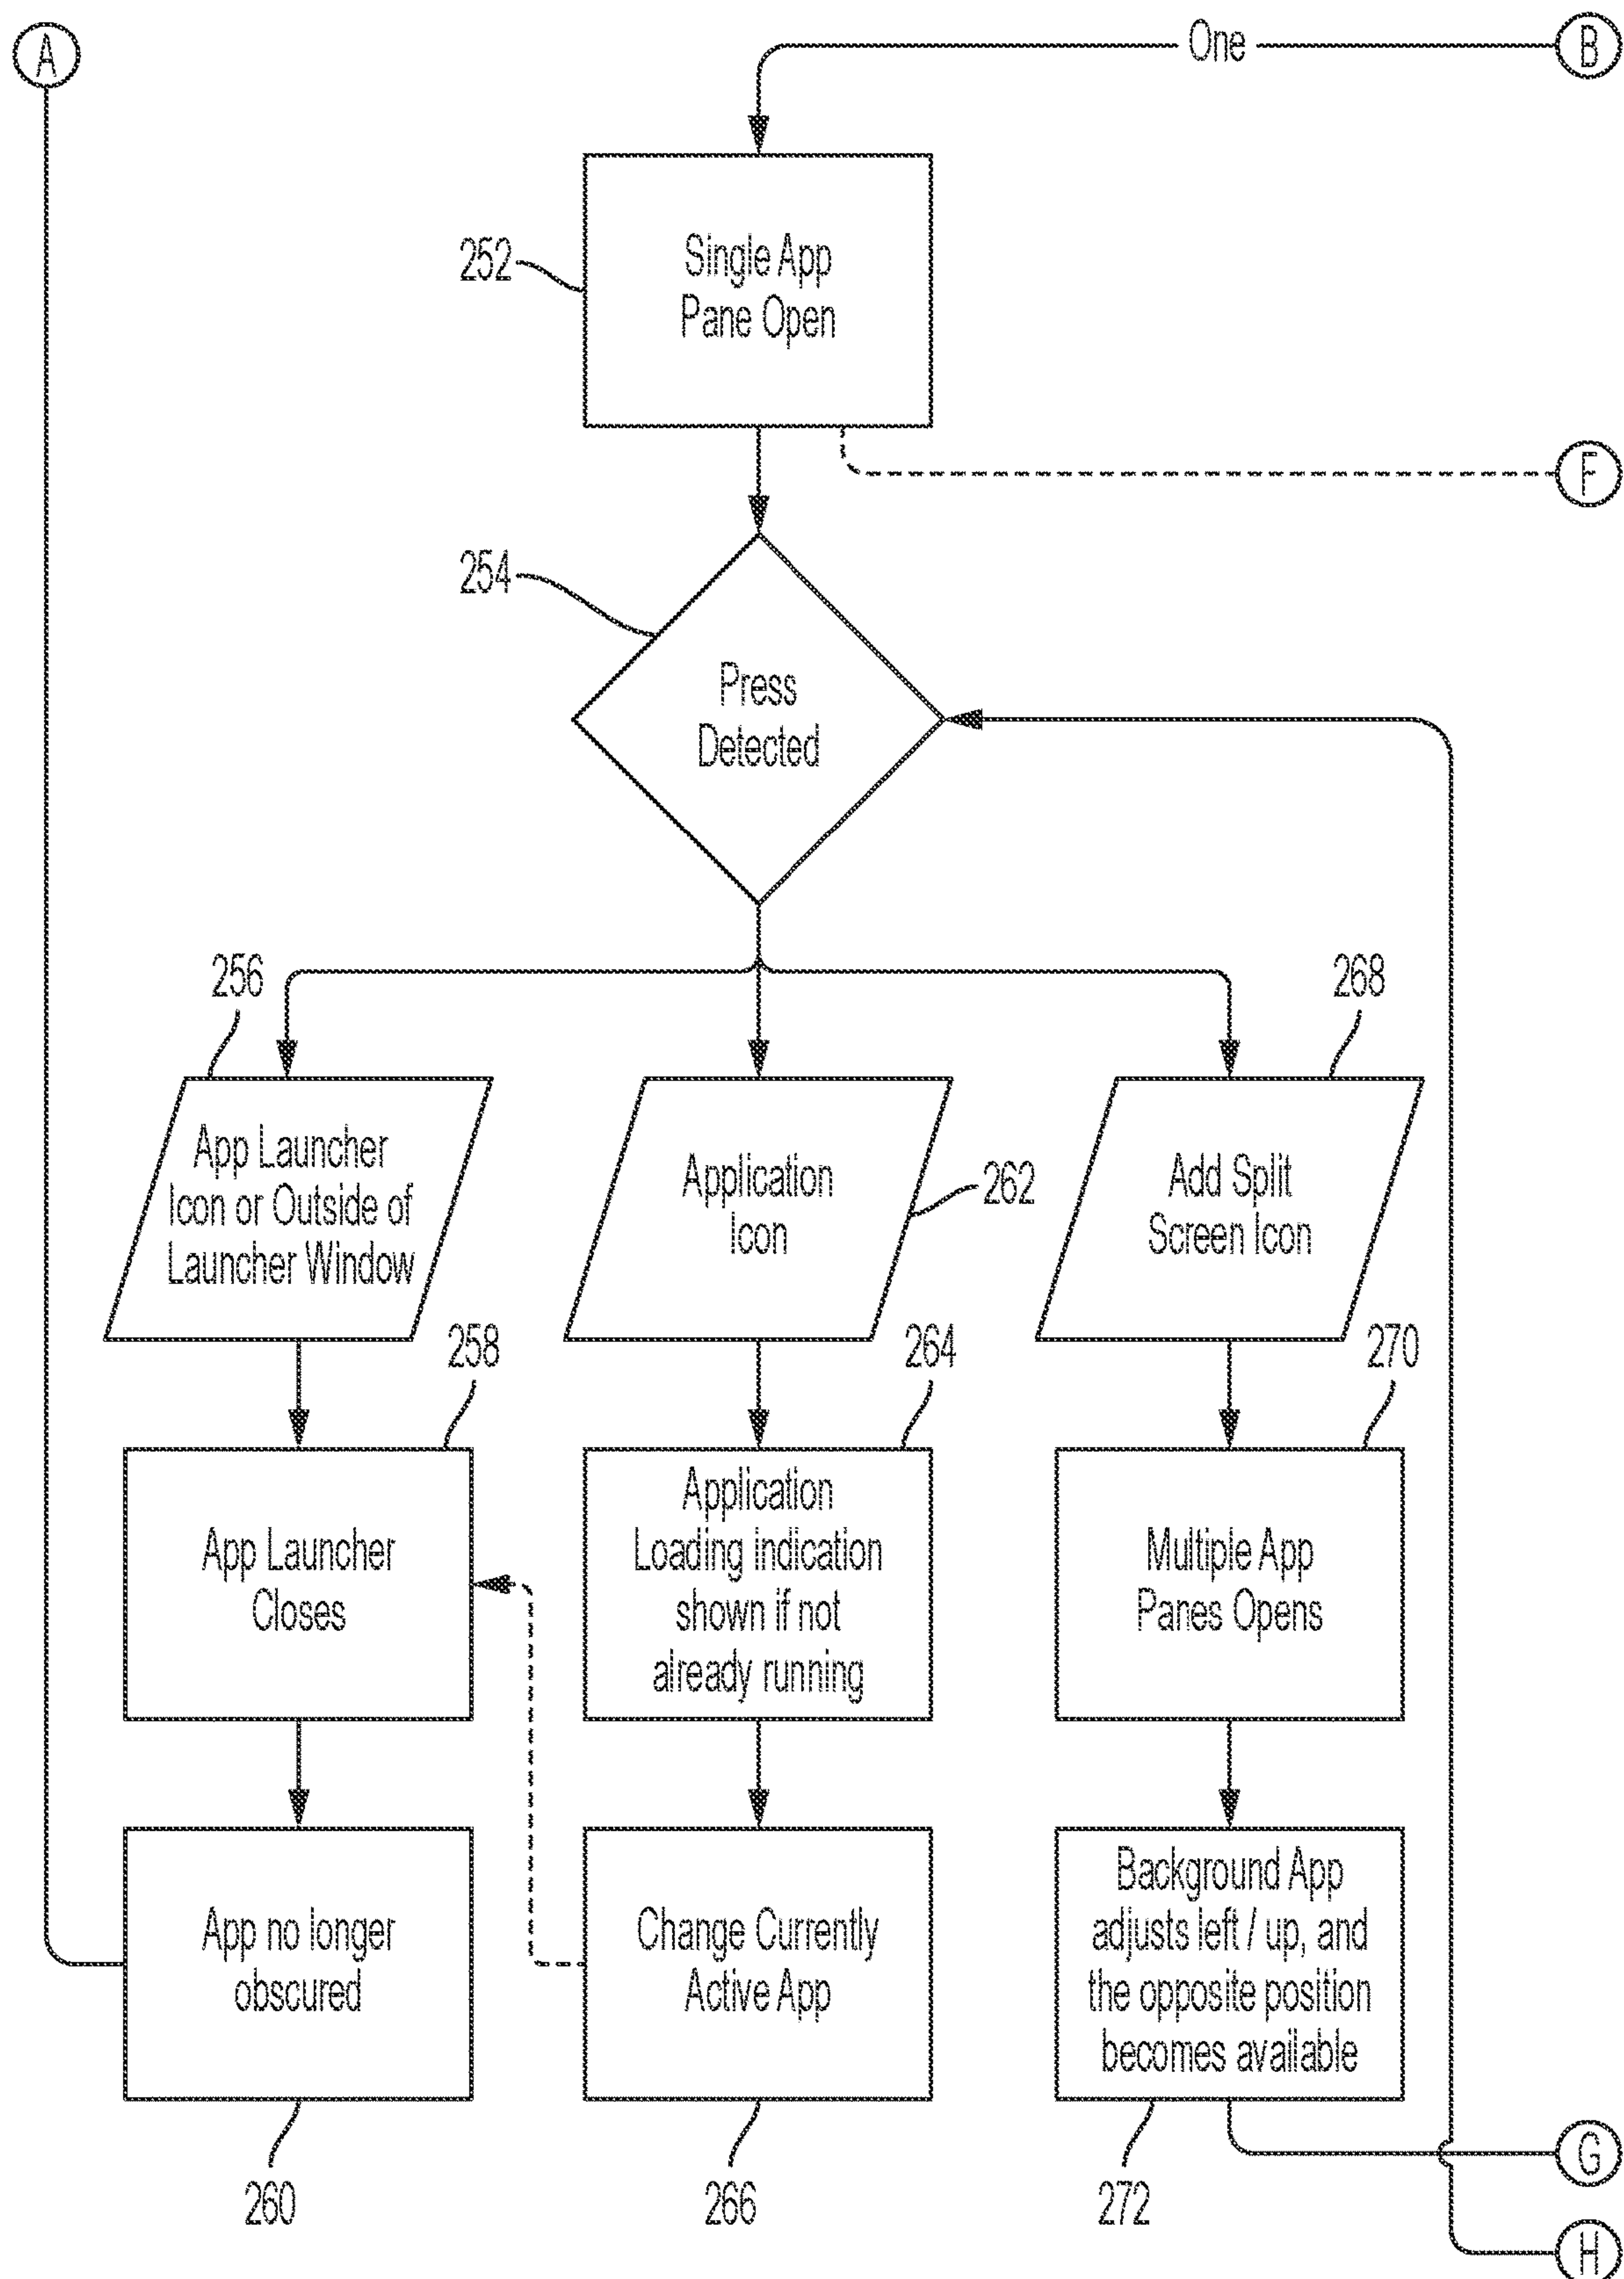 A
One
B
252
Single App
Pane Open
F
254
Press
Detected
256
268
App Launcher
Icon or Outside of
Launcher Window
Application
Icon
262
Add Split
Screen Icon
258
264
270
App Launcher
Closes
Application
Loading indication
shown if not
already running
Multiple App
Panes Opens
App no longer
obscured
Change Currently
Active App
Background App
adjusts left / up, and
the opposite position
becomes available
G
260
266
272
H